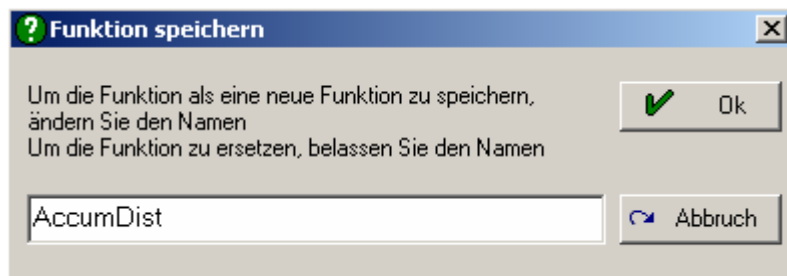 Funktion speichern
Um die Funktion als eine neue Funktion zu speichern,
ändern Sie den Namen
Um die Funktion zu ersetzen, belassen Sie den Namen
Ok
AccumDist
Abbruch